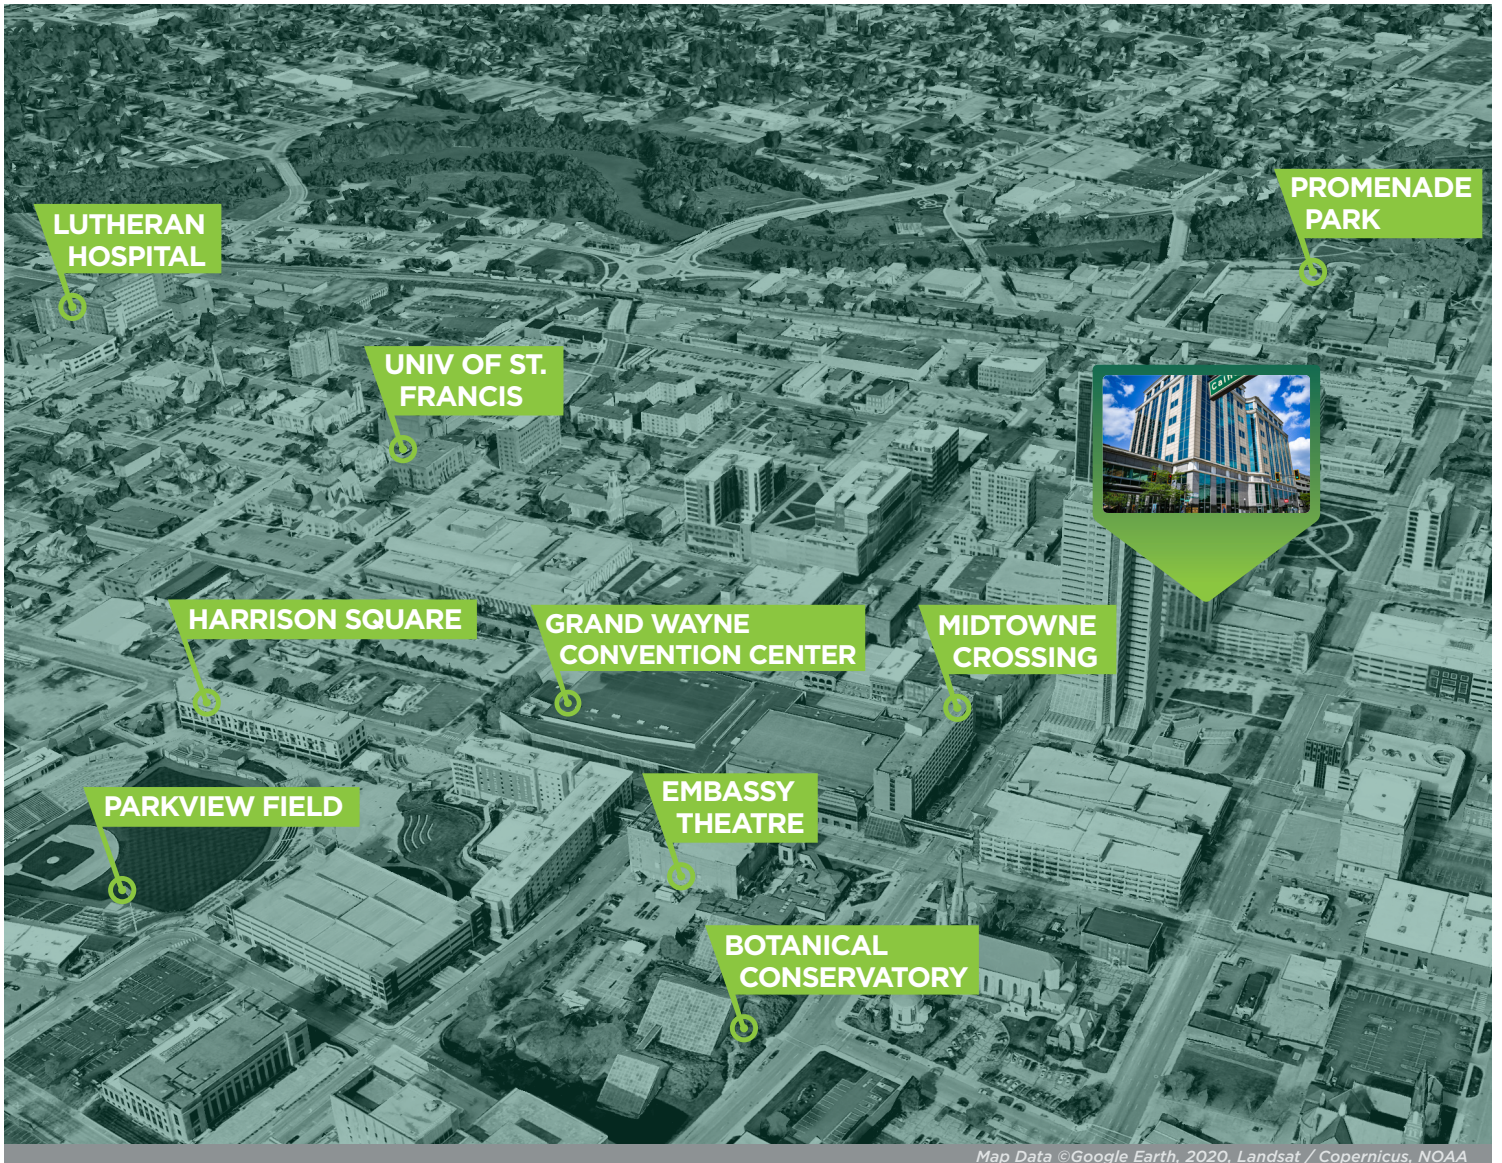 PROMENADE
PARK
LUTHERAN
HOSPITAL
UNIV OF ST.
FRANCIS
HARRISON SQUARE
GRAND WAYNE
CONVENTION CENTER
MIDTOWNE
CROSSING
PARKVIEW FIELD
EMBASSY
THEATRE
BOTANICAL
CONSERVATORY
Map Data ©Google Earth, 2020, Landsat / Copernicus, NOAA